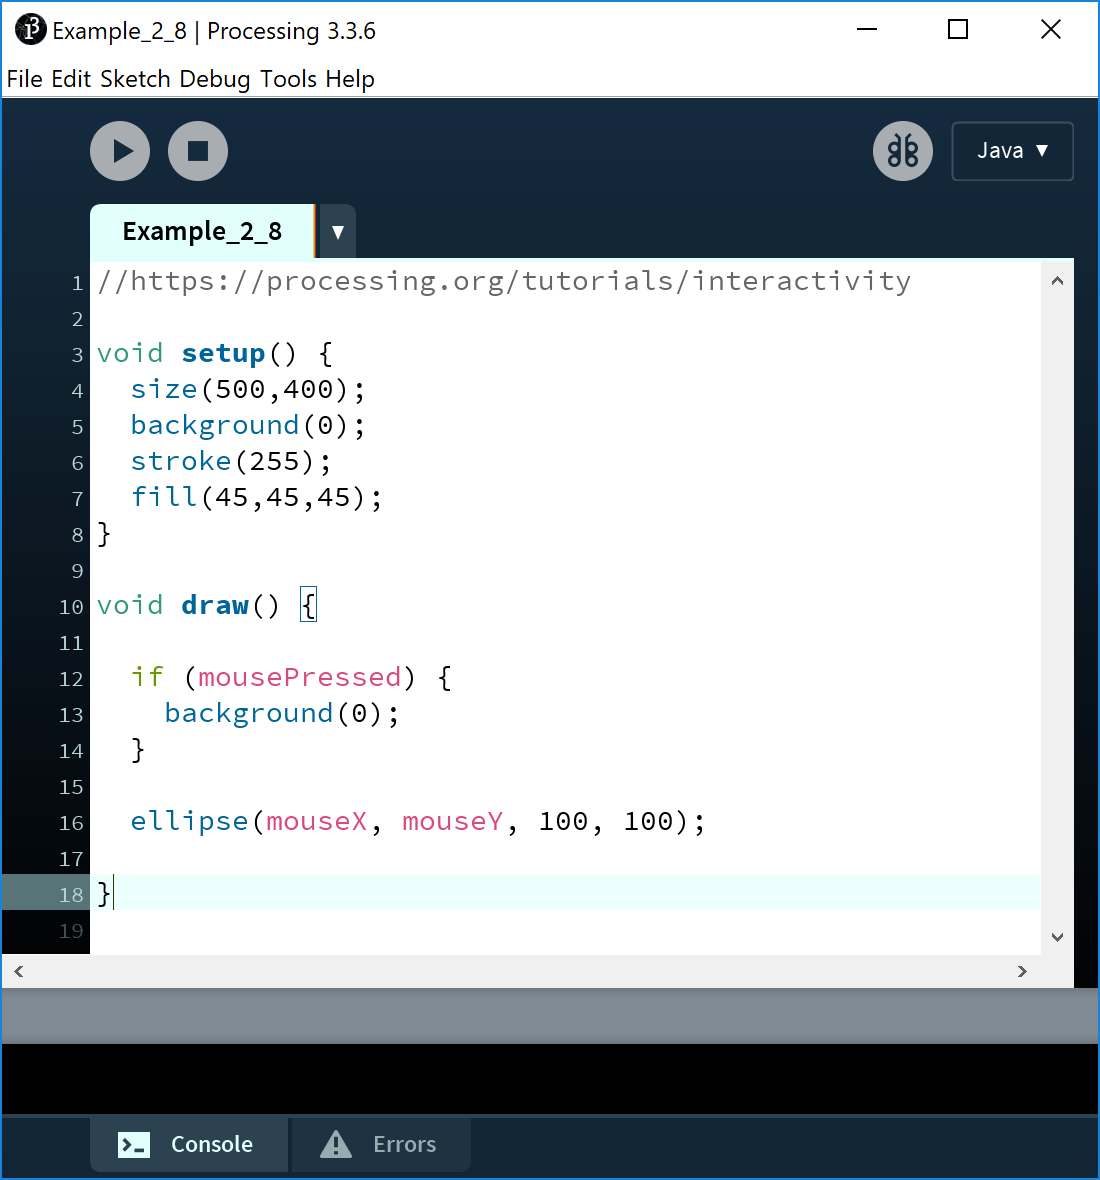 Example_2_8 | Processing 3.3.6
File Edit Sketch Debug Tools Help
Java ▼
Example_2_8 ▼
1 //https://processing.org/tutorials/interactivity
2
3 void setup() {
4   size(500,400);
5   background(0);
6   stroke(255);
7   fill(45,45,45);
8 }
9
10 void draw() {
11
12   if (mousePressed) {
13     background(0);
14   }
15
16   ellipse(mouseX, mouseY, 100, 100);
17
18 }
19
Console Errors